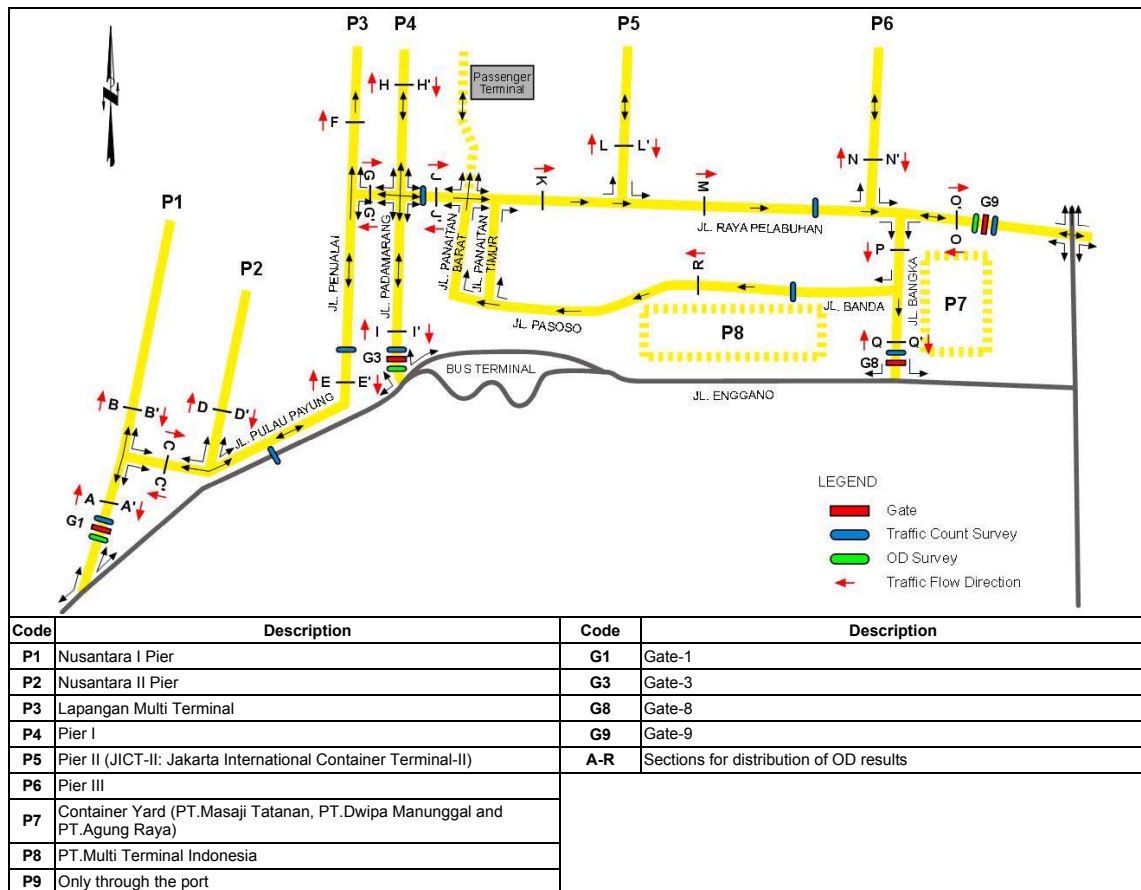 P3
P4
P5
P6
Passenger
Terminal
H
H'
F
L
L'
N
N'
G
G'
J
J'
K
M
O'
O
G9
P1
P2
JL. RAYA PELABUHAN
JL. PENJALAI
JL. PADAMARANG
JL. PANAITAN
BARAT
JL. PANAITAN
TIMUR
P
R
JL. BANGKA
P7
JL. BANDA
JL. PASOSO
P8
I
I'
G3
Q
Q'
G8
BUS TERMINAL
JL. ENGGANO
E
E'
B
B'
D
D'
JL. PULAU PAYUNG
C
C'
A
A'
G1
LEGEND
Gate
Traffic Count Survey
OD Survey
Traffic Flow Direction
Code Description Code Description
P1 Nusantara I Pier G1 Gate-1
P2 Nusantara II Pier G3 Gate-3
P3 Lapangan Multi Terminal G8 Gate-8
P4 Pier I G9 Gate-9
P5 Pier II (JICT-II: Jakarta International Container Terminal-II) A-R Sections for distribution of OD results
P6 Pier III
P7 Container Yard (PT.Masaji Tatanan, PT.Dwipa Manunggal and
PT.Agung Raya)
P8 PT.Multi Terminal Indonesia
P9 Only through the port